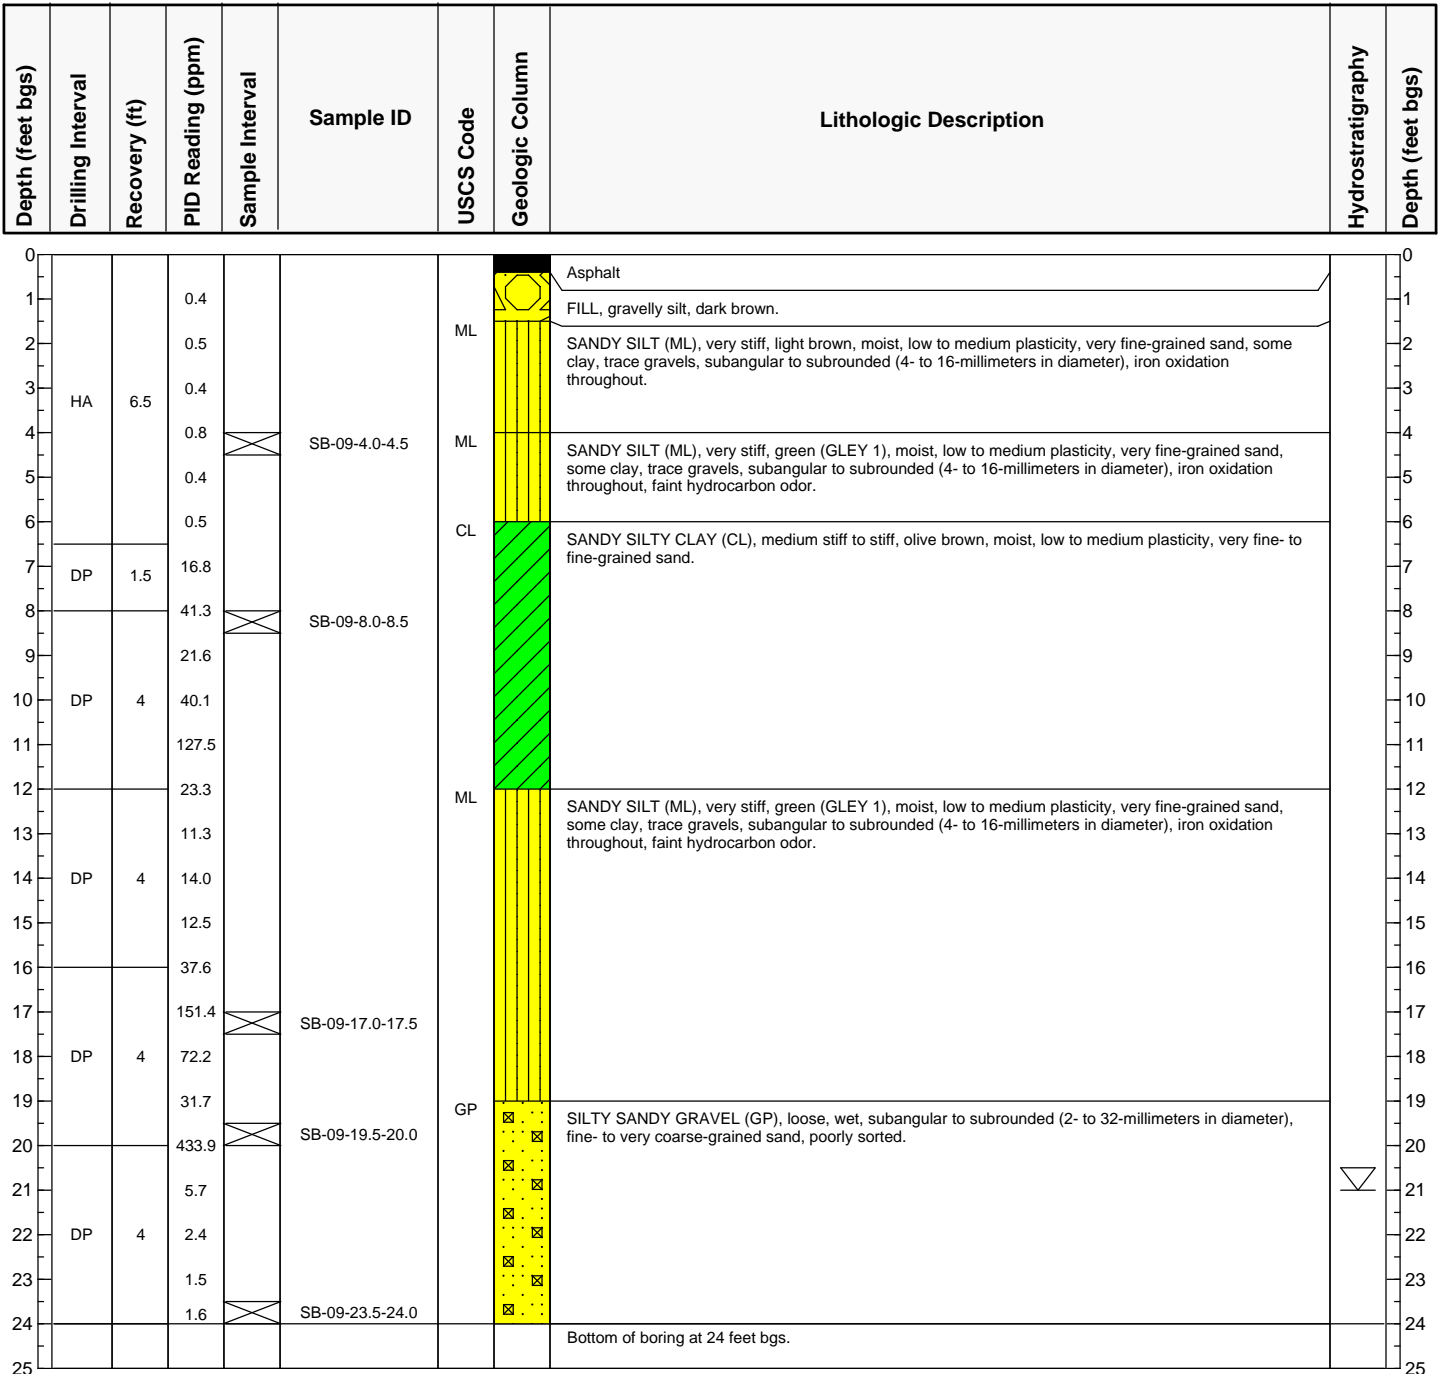 Depth (feet bgs)
Drilling Interval
Recovery (ft)
PID Reading (ppm)
Sample Interval
Sample ID
USCS Code
Geologic Column
Lithologic Description
Hydrostratigraphy
Depth (feet bgs)
0 0
Asphalt
1 0.4 1
FILL, gravelly silt, dark brown.
ML
2 0.5 SANDY SILT (ML), very stiff, light brown, moist, low to medium plasticity, very fine-grained sand, some 2
clay, trace gravels, subangular to subrounded (4- to 16-millimeters in diameter), iron oxidation
throughout.
3 0.4 3
HA 6.5
4 0.8 4
SB-09-4.0-4.5 ML
SANDY SILT (ML), very stiff, green (GLEY 1), moist, low to medium plasticity, very fine-grained sand,
some clay, trace gravels, subangular to subrounded (4- to 16-millimeters in diameter), iron oxidation
5 0.4 5
throughout, faint hydrocarbon odor.
6 0.5 6
CL
SANDY SILTY CLAY (CL), medium stiff to stiff, olive brown, moist, low to medium plasticity, very fine- to
fine-grained sand.
7 16.8 7
DP 1.5
8 41.3 8
SB-09-8.0-8.5
9 21.6 9
10 DP 4 40.1 10
11 127.5 11
12 23.3 12
ML
SANDY SILT (ML), very stiff, green (GLEY 1), moist, low to medium plasticity, very fine-grained sand,
some clay, trace gravels, subangular to subrounded (4- to 16-millimeters in diameter), iron oxidation
13 11.3 13
throughout, faint hydrocarbon odor.
14 DP 4 14.0 14
15 12.5 15
16 37.6 16
17 151.4 17
SB-09-17.0-17.5
18 DP 4 72.2 18
19 31.7 19
GP
SILTY SANDY GRAVEL (GP), loose, wet, subangular to subrounded (2- to 32-millimeters in diameter),
SB-09-19.5-20.0 fine- to very coarse-grained sand, poorly sorted.
20 433.9 20
21 5.7 21
22 DP 4 2.4 22
23 1.5 23
1.6 SB-09-23.5-24.0
24 24
Bottom of boring at 24 feet bgs.
25 25